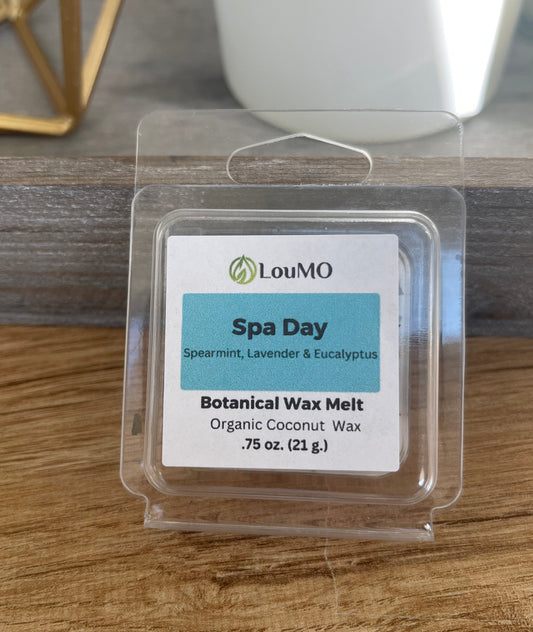 LouMO
Spa Day
Spearmint, Lavender & Eucalyptus
Botanical Wax Melt
Organic Coconut Wax
.75 oz. (21 g.)